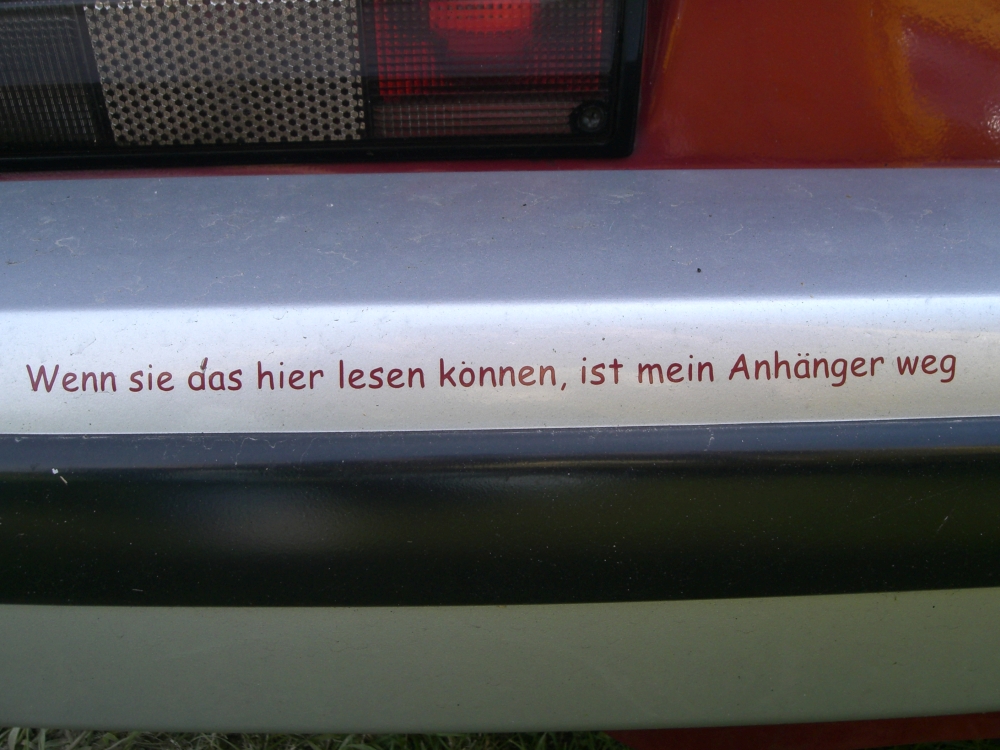 Wenn sie das hier lesen können, ist mein Anhänger weg